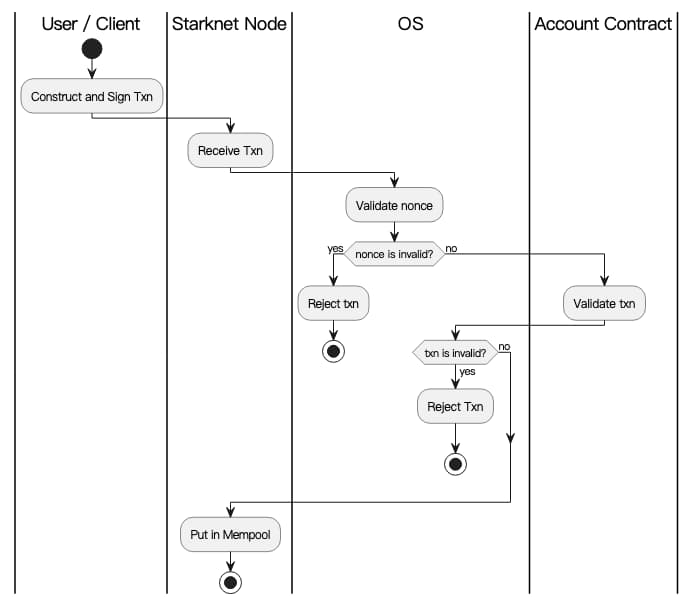 User / Client
Starknet Node
OS
Account Contract
Construct and Sign Txn
Receive Txn
Validate nonce
yes
nonce is invalid?
no
Reject txn
Validate txn
txn is invalid?
no
yes
Reject Txn
Put in Mempool